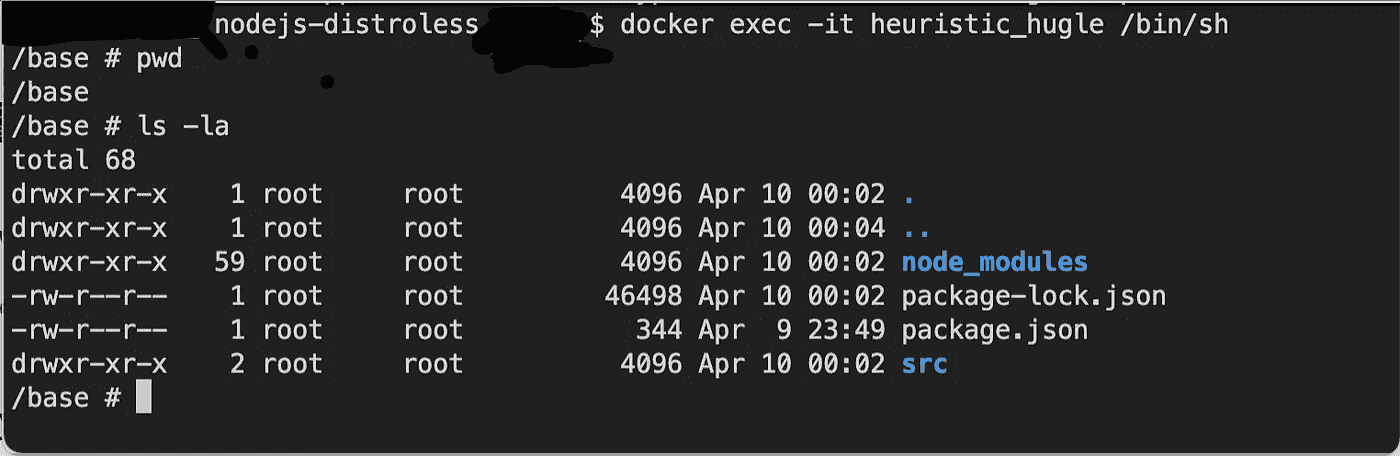 nodejs-distroless $ docker exec -it heuristic_hugle /bin/sh
/base # pwd
/base
/base # ls -la
total 68
drwxr-xr-x 1 root root 4096 Apr 10 00:02 .
drwxr-xr-x 1 root root 4096 Apr 10 00:04 ..
drwxr-xr-x 59 root root 4096 Apr 10 00:02 node_modules
-rw-r--r-- 1 root root 46498 Apr 10 00:02 package-lock.json
-rw-r--r-- 1 root root 344 Apr 9 23:49 package.json
drwxr-xr-x 2 root root 4096 Apr 10 00:02 src
/base #